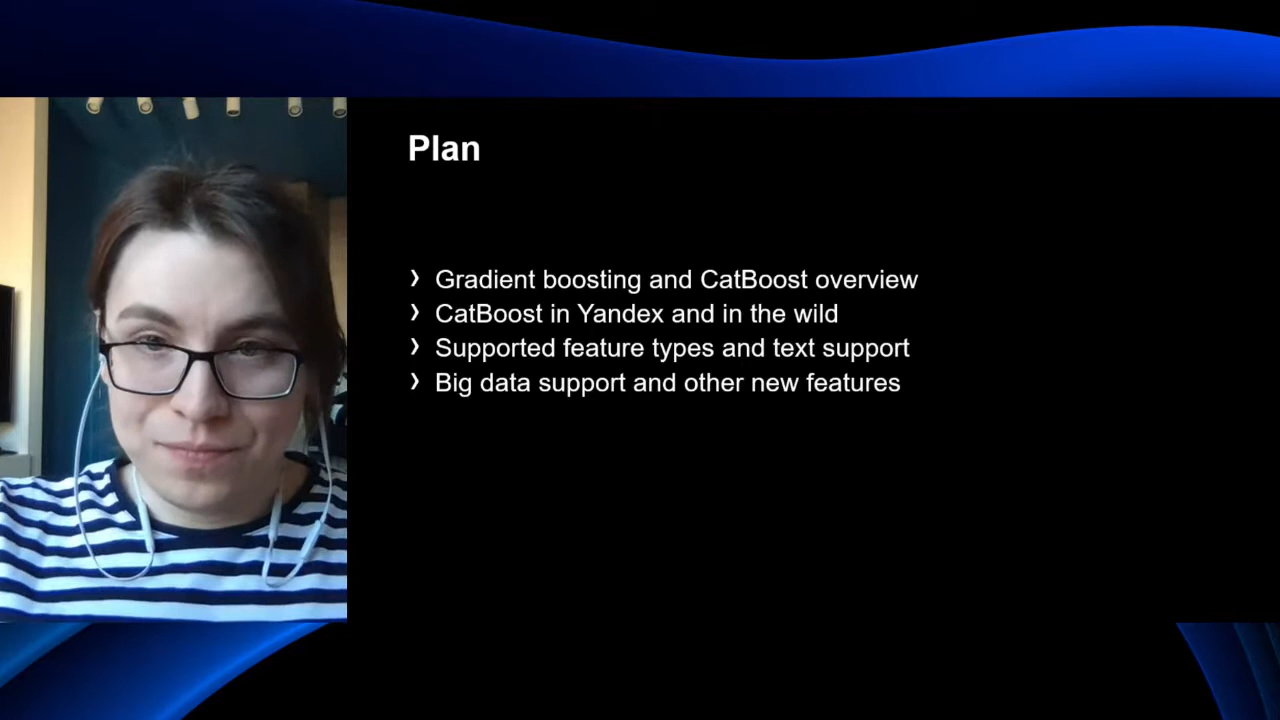 Plan
❯ Gradient boosting and CatBoost overview
❯ CatBoost in Yandex and in the wild
❯ Supported feature types and text support
❯ Big data support and other new features